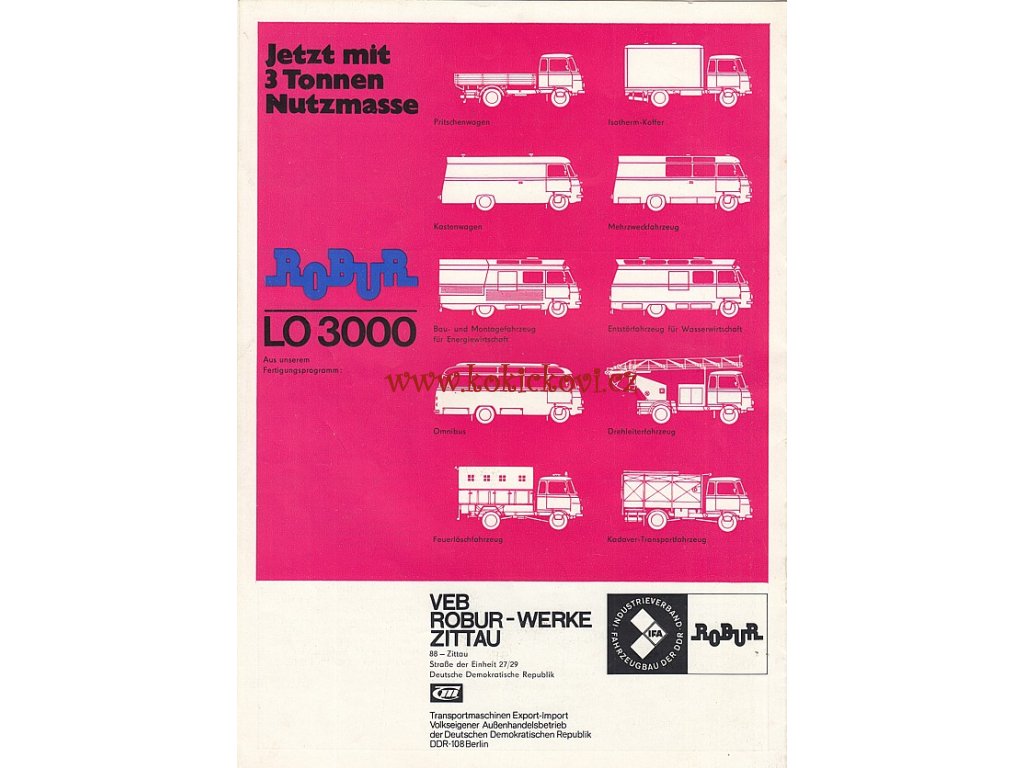 Jetzt mit
3 Tonnen
Nutzmasse
Pritschenwagen
Isotherm-Koffer
Kastenwagen
Mehrzweckfahrzeug
ROBUR
LO 3000
Aus unserem
Fertigungsprogramm:
Bau- und Montagefahrzeug
für Energiewirtschaft
Entstörfahrzeug für Wasserwirtschaft
www.kokickovi.cz
Omnibus
Drehleiterfahrzeug
Feuerlöschfahrzeug
Kadaver-Transportfahrzeug
VEB
ROBUR-WERKE
ZITTAU
88 – Zittau
Straße der Einheit 27/29
Deutsche Demokratische Republik
INDUSTRIEVERBAND
FAHRZEUGBAU DER DDR
IFA
ROBUR
Transportmaschinen Export-Import
Volkseigener Außenhandelsbetrieb
der Deutschen Demokratischen Republik
DDR-108 Berlin